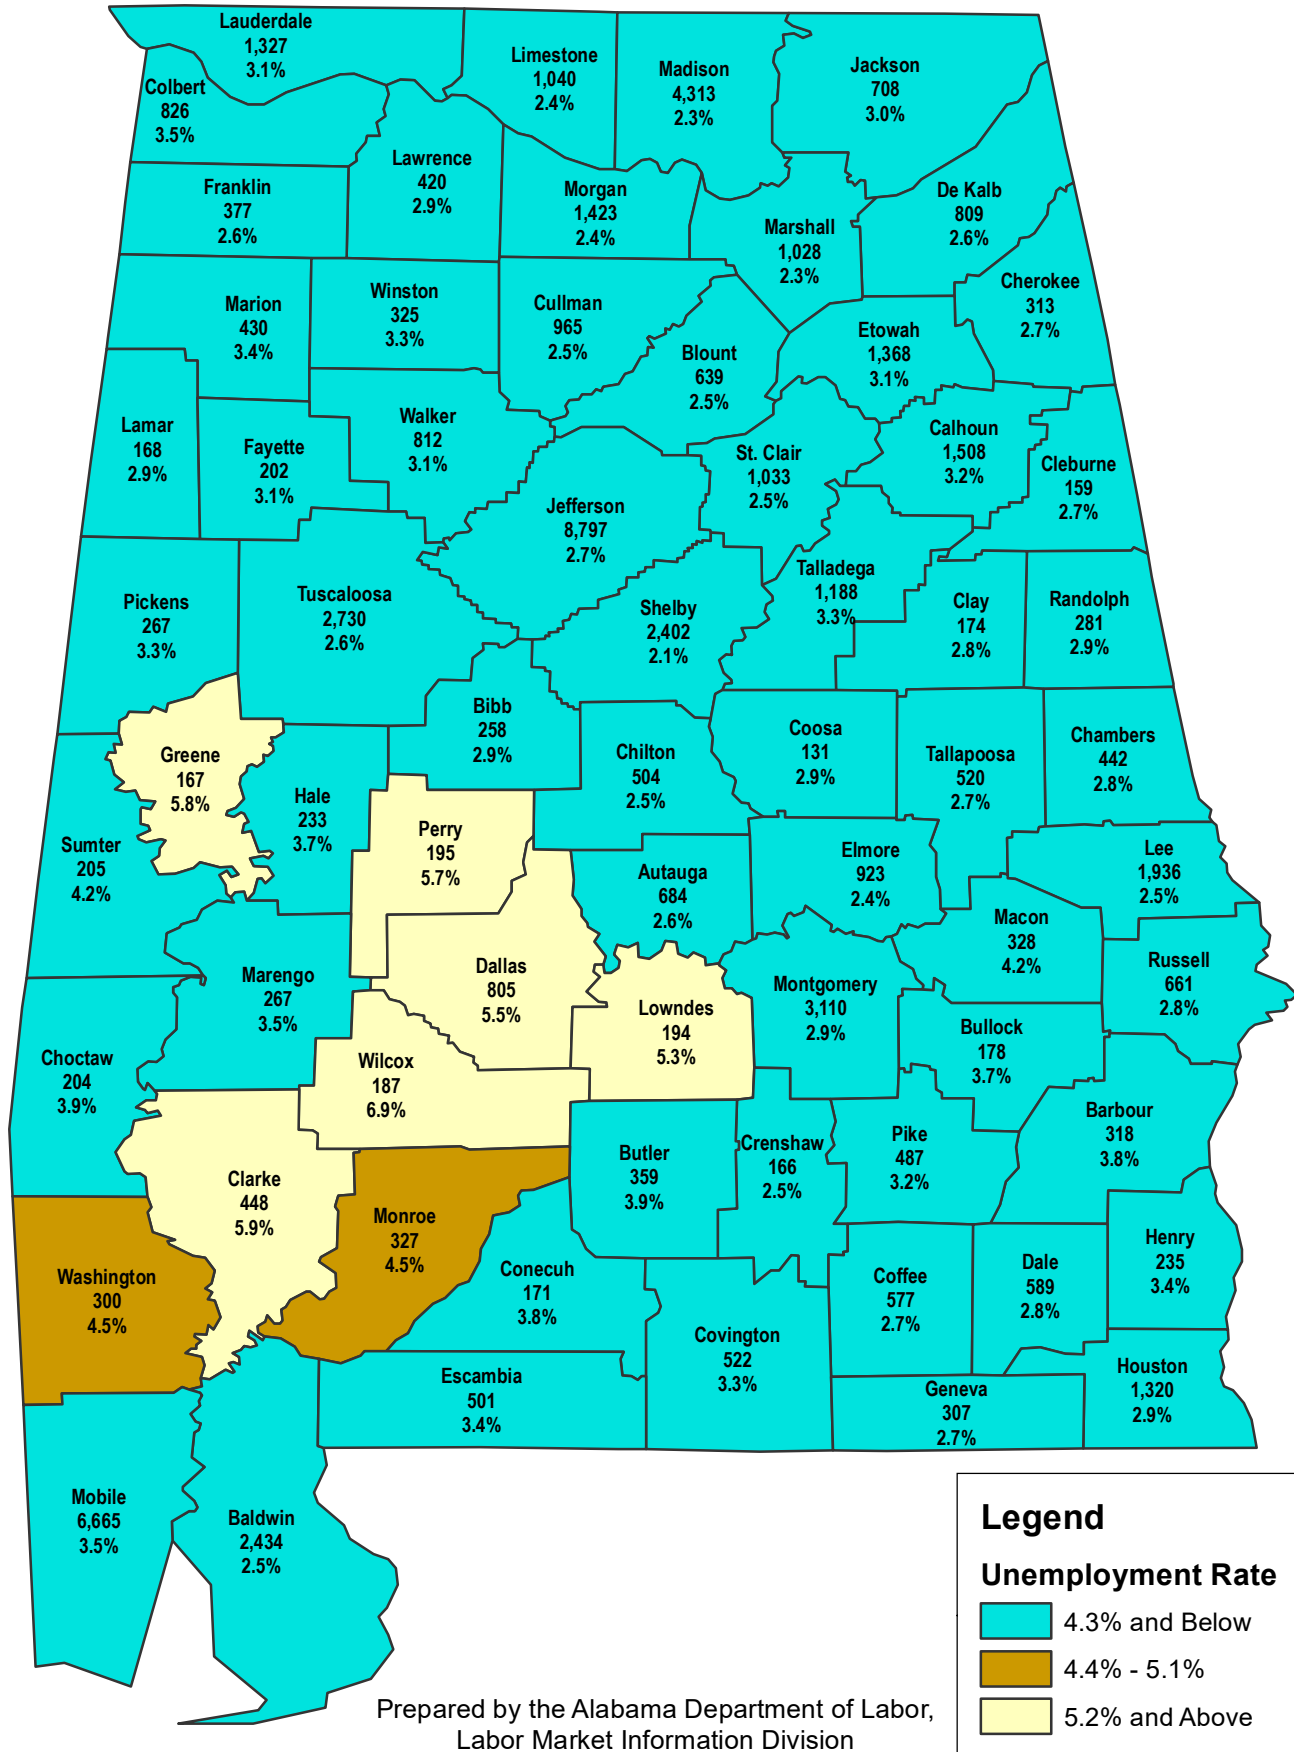 Lauderdale
1,327
3.1%
Limestone
1,040
2.4%
Madison
4,313
2.3%
Jackson
708
3.0%
Colbert
826
3.5%
Lawrence
420
2.9%
Franklin
377
2.6%
Morgan
1,423
2.4%
Marshall
1,028
2.3%
De Kalb
809
2.6%
Cherokee
313
2.7%
Marion
430
3.4%
Winston
325
3.3%
Cullman
965
2.5%
Blount
639
2.5%
Etowah
1,368
3.1%
Lamar
168
2.9%
Fayette
202
3.1%
Walker
812
3.1%
Jefferson
8,797
2.7%
St. Clair
1,033
2.5%
Calhoun
1,508
3.2%
Cleburne
159
2.7%
Pickens
267
3.3%
Tuscaloosa
2,730
2.6%
Shelby
2,402
2.1%
Talladega
1,188
3.3%
Clay
174
2.8%
Randolph
281
2.9%
Greene
167
5.8%
Hale
233
3.7%
Bibb
258
2.9%
Chilton
504
2.5%
Coosa
131
2.9%
Tallapoosa
520
2.7%
Chambers
442
2.8%
Sumter
205
4.2%
Perry
195
5.7%
Autauga
684
2.6%
Elmore
923
2.4%
Lee
1,936
2.5%
Macon
328
4.2%
Russell
661
2.8%
Marengo
267
3.5%
Dallas
805
5.5%
Lowndes
194
5.3%
Montgomery
3,110
2.9%
Bullock
178
3.7%
Choctaw
204
3.9%
Wilcox
187
6.9%
Barbour
318
3.8%
Clarke
448
5.9%
Monroe
327
4.5%
Butler
359
3.9%
Crenshaw
166
2.5%
Pike
487
3.2%
Washington
300
4.5%
Conecuh
171
3.8%
Covington
522
3.3%
Coffee
577
2.7%
Dale
589
2.8%
Henry
235
3.4%
Escambia
501
3.4%
Geneva
307
2.7%
Houston
1,320
2.9%
Mobile
6,665
3.5%
Baldwin
2,434
2.5%
Legend
Unemployment Rate
4.3% and Below
4.4% - 5.1%
5.2% and Above
Prepared by the Alabama Department of Labor,
Labor Market Information Division